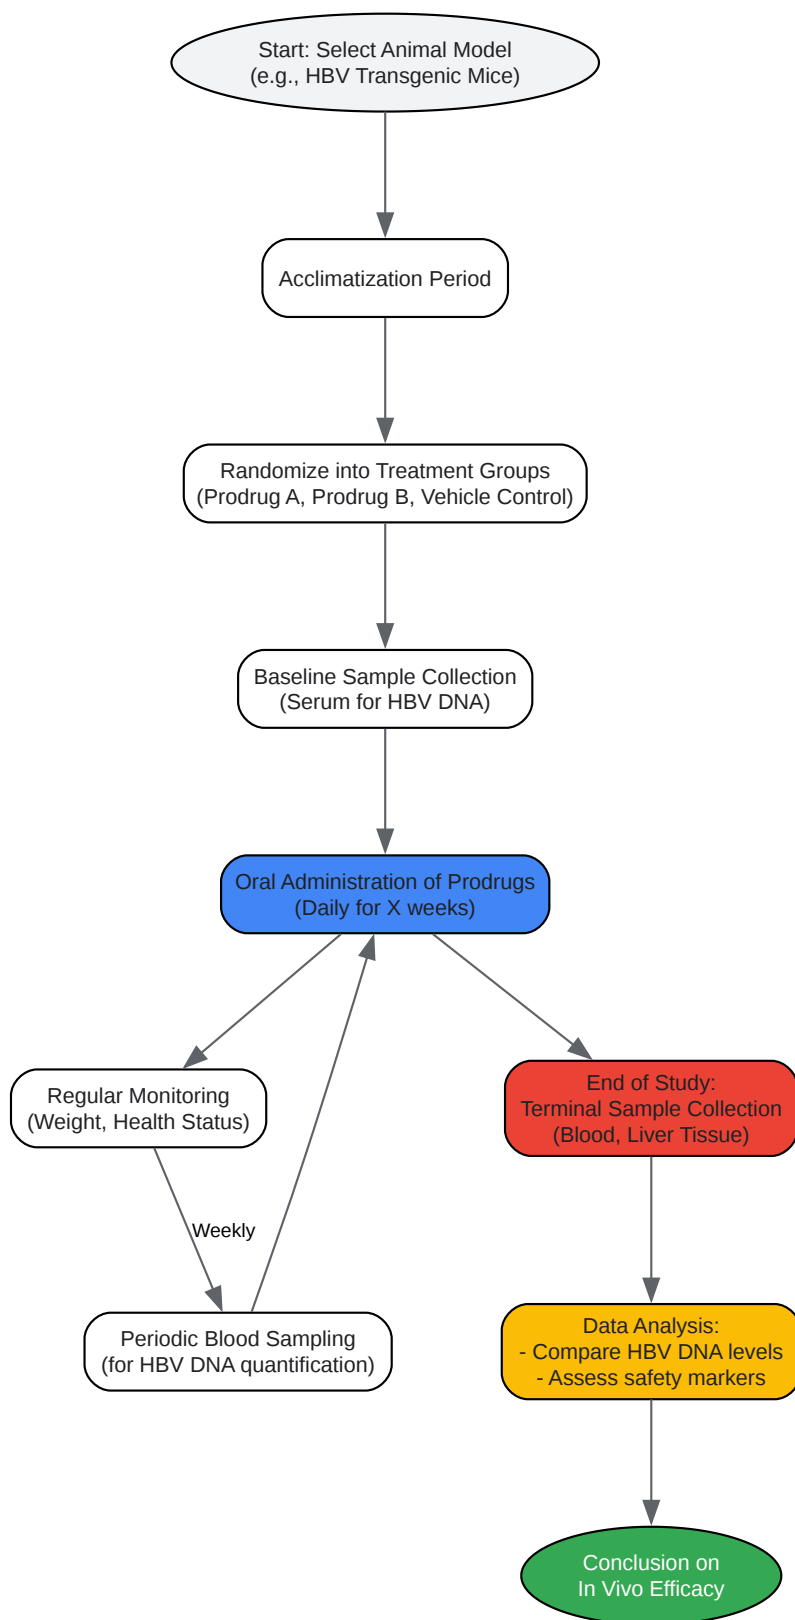 Start: Select Animal Model
(e.g., HBV Transgenic Mice)
Acclimatization Period
Randomize into Treatment Groups
(Prodrug A, Prodrug B, Vehicle Control)
Baseline Sample Collection
(Serum for HBV DNA)
Oral Administration of Prodrugs
(Daily for X weeks)
Regular Monitoring
(Weight, Health Status)
Weekly
Periodic Blood Sampling
(for HBV DNA quantification)
End of Study:
Terminal Sample Collection
(Blood, Liver Tissue)
Data Analysis:
- Compare HBV DNA levels
- Assess safety markers
Conclusion on
In Vivo Efficacy